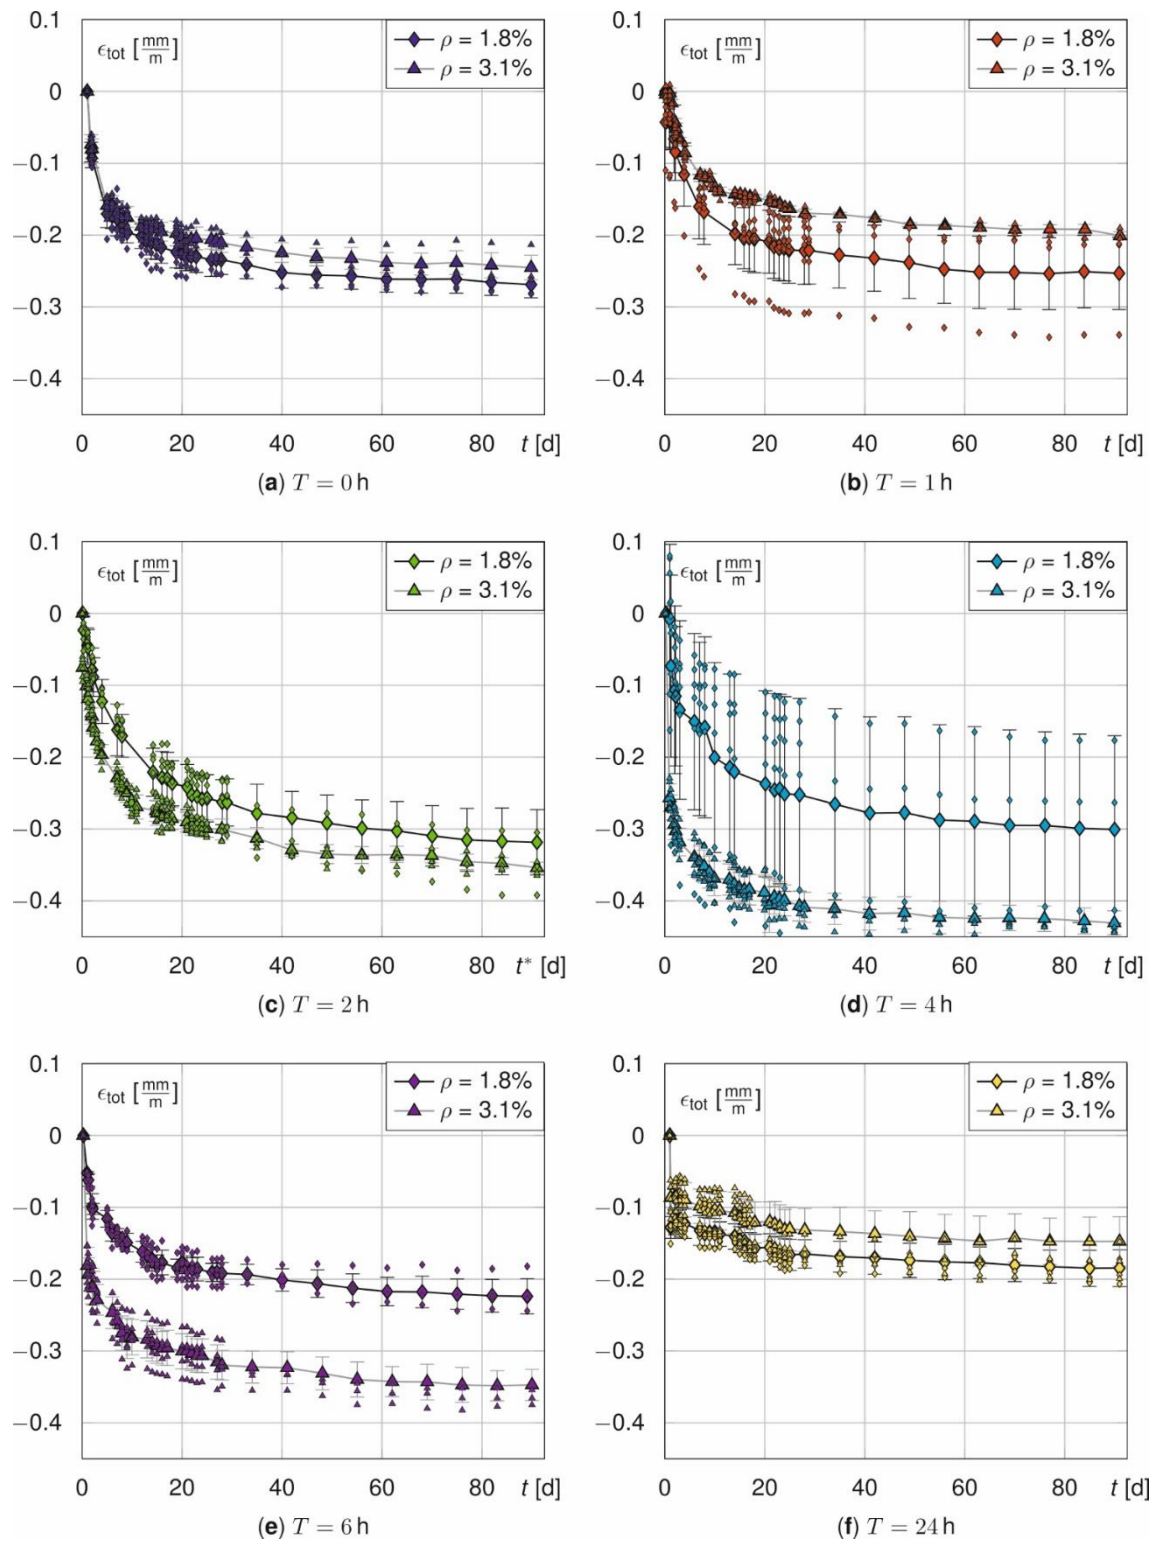 0.1
ϵtot [mm/m]
ρ = 1.8%
ρ = 3.1%
0
−0.1
−0.2
−0.3
−0.4
0 20 40 60 80 t [d]
(a) T = 0 h
0.1
ϵtot [mm/m]
ρ = 1.8%
ρ = 3.1%
0
−0.1
−0.2
−0.3
−0.4
0 20 40 60 80 t [d]
(b) T = 1 h
0.1
ϵtot [mm/m]
ρ = 1.8%
ρ = 3.1%
0
−0.1
−0.2
−0.3
−0.4
0 20 40 60 80 t* [d]
(c) T = 2 h
0.1
ϵtot [mm/m]
ρ = 1.8%
ρ = 3.1%
0
−0.1
−0.2
−0.3
−0.4
0 20 40 60 80 t [d]
(d) T = 4 h
0.1
ϵtot [mm/m]
ρ = 1.8%
ρ = 3.1%
0
−0.1
−0.2
−0.3
−0.4
0 20 40 60 80 t [d]
(e) T = 6 h
0.1
ϵtot [mm/m]
ρ = 1.8%
ρ = 3.1%
0
−0.1
−0.2
−0.3
−0.4
0 20 40 60 80 t [d]
(f) T = 24 h